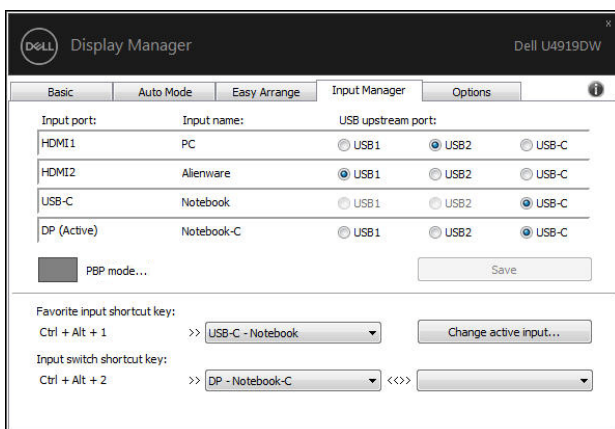 DELL Display Manager Dell U4919DW x
Basic Auto Mode Easy Arrange Input Manager Options i
Input port: Input name: USB upstream port:
HDMI1 PC USB1 USB2 USB-C
HDMI2 Alienware USB1 USB2 USB-C
USB-C Notebook USB1 USB2 USB-C
DP (Active) Notebook-C USB1 USB2 USB-C
PBP mode... Save
Favorite input shortcut key:
Ctrl + Alt + 1 >> USB-C - Notebook Change active input...
Input switch shortcut key:
Ctrl + Alt + 2 >> DP - Notebook-C <<>>